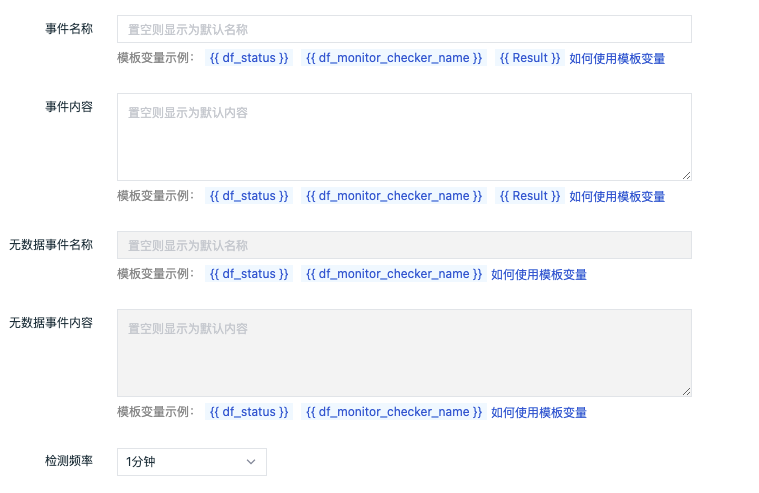 事件名称 置空则显示为默认名称
模板变量示例： {{ df_status }} {{ df_monitor_checker_name }} {{ Result }} 如何使用模板变量
事件内容 置空则显示为默认内容
模板变量示例： {{ df_status }} {{ df_monitor_checker_name }} {{ Result }} 如何使用模板变量
无数据事件名称 置空则显示为默认名称
模板变量示例： {{ df_status }} {{ df_monitor_checker_name }} 如何使用模板变量
无数据事件内容 置空则显示为默认内容
模板变量示例： {{ df_status }} {{ df_monitor_checker_name }} 如何使用模板变量
检测频率 1分钟